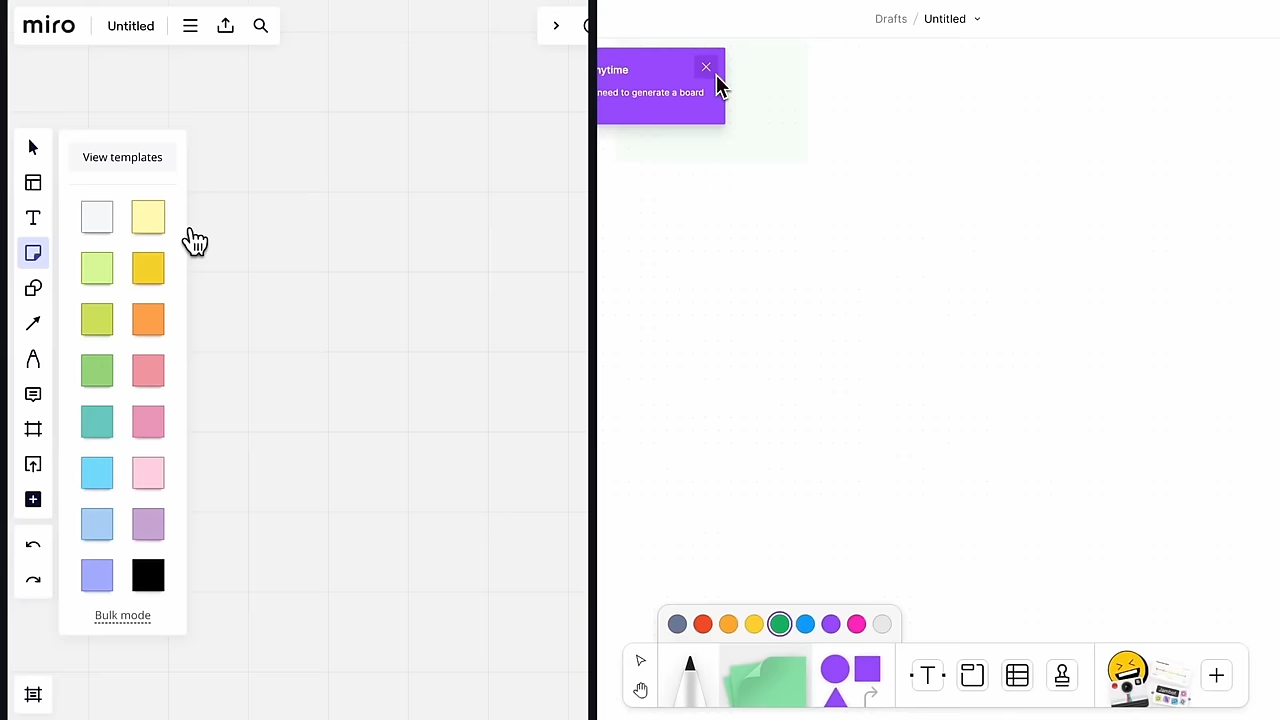 miro
Untitled
View templates
Bulk mode
Drafts / Untitled
nytime
need to generate a board
T
T